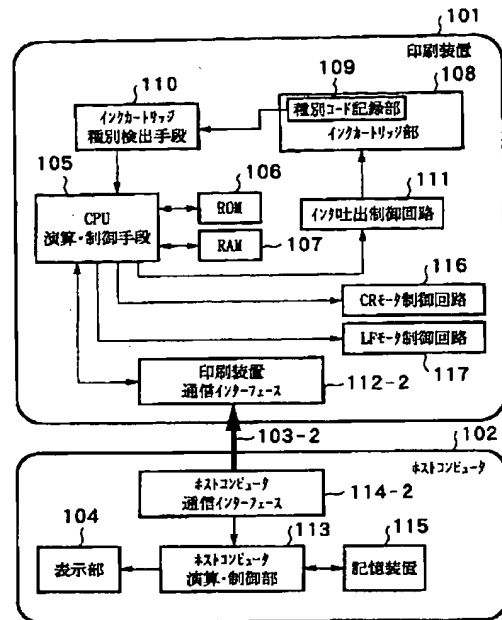 101
印刷装置
110
109
108
インクカートリッジ
種別検出手段
種別コード記録部
インクカートリッジ部
105
106
111
CPU
演算・制御手段
ROM
インク吐出制御回路
RAM
107
116
CRモータ制御回路
LFモータ制御回路
117
印刷装置
通信インターフェース
112-2
103-2
102
ホストコンピュータ
ホストコンピュータ
通信インターフェース
114-2
104
113
115
表示部
ホストコンピュータ
演算・制御部
記憶装置